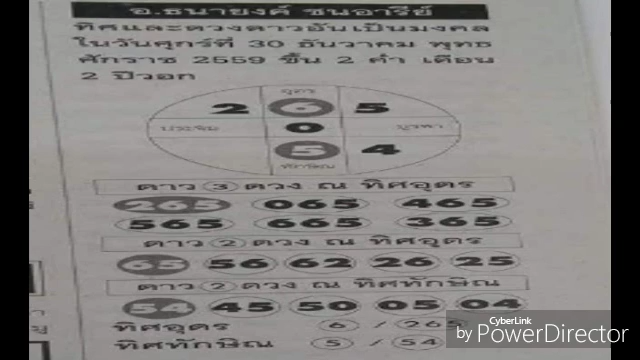 อ.ธนายงค์ ชนอารีย์
ทิศและดวงดาวอันเป็นมงคล
ในวันศุกร์ที่ 30 ธันวาคม พุทธ
ศักราช 2559 ขึ้น 2 ค่ำ เดือน
2 ปีวอก
อุดร
2 6 5
ประจิม 0 บูรพา
5 4
ทักษิณ
ดาว 3 ดวง ณ ทิศอุดร
265 065 465
565 665 365
ดาว 2 ดวง ณ ทิศอุดร
65 56 62 26 25
ดาว 2 ดวง ณ ทิศทักษิณ
54 45 50 05 04
ทิศอุดร 6 / 265
ทิศทักษิณ 5 / 54
CyberLink
by PowerDirector